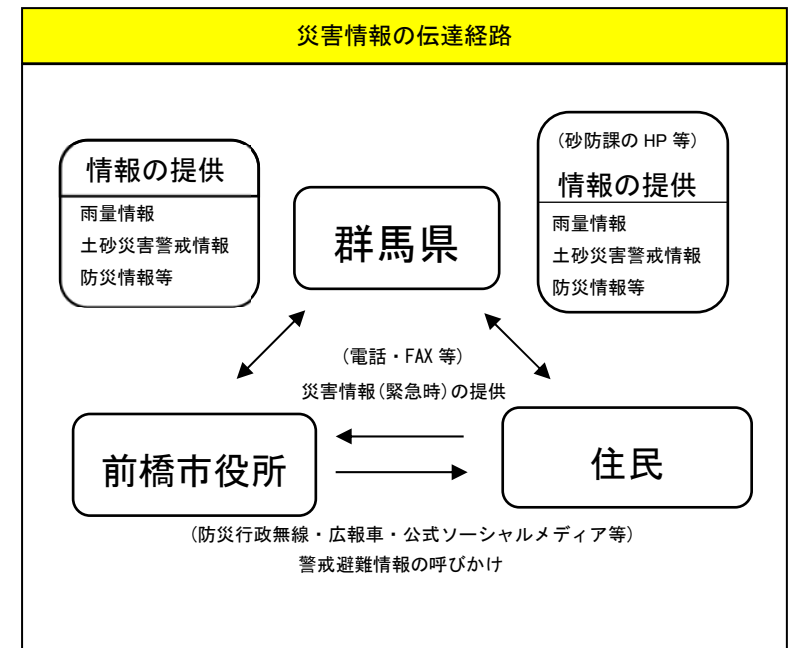 災害情報の伝達経路
情報の提供
雨量情報
土砂災害警戒情報
防災情報等
群馬県
（砂防課の HP 等）
情報の提供
雨量情報
土砂災害警戒情報
防災情報等
（電話・FAX 等）
災害情報（緊急時）の提供
前橋市役所
住民
（防災行政無線・広報車・公式ソーシャルメディア等）
警戒避難情報の呼びかけ